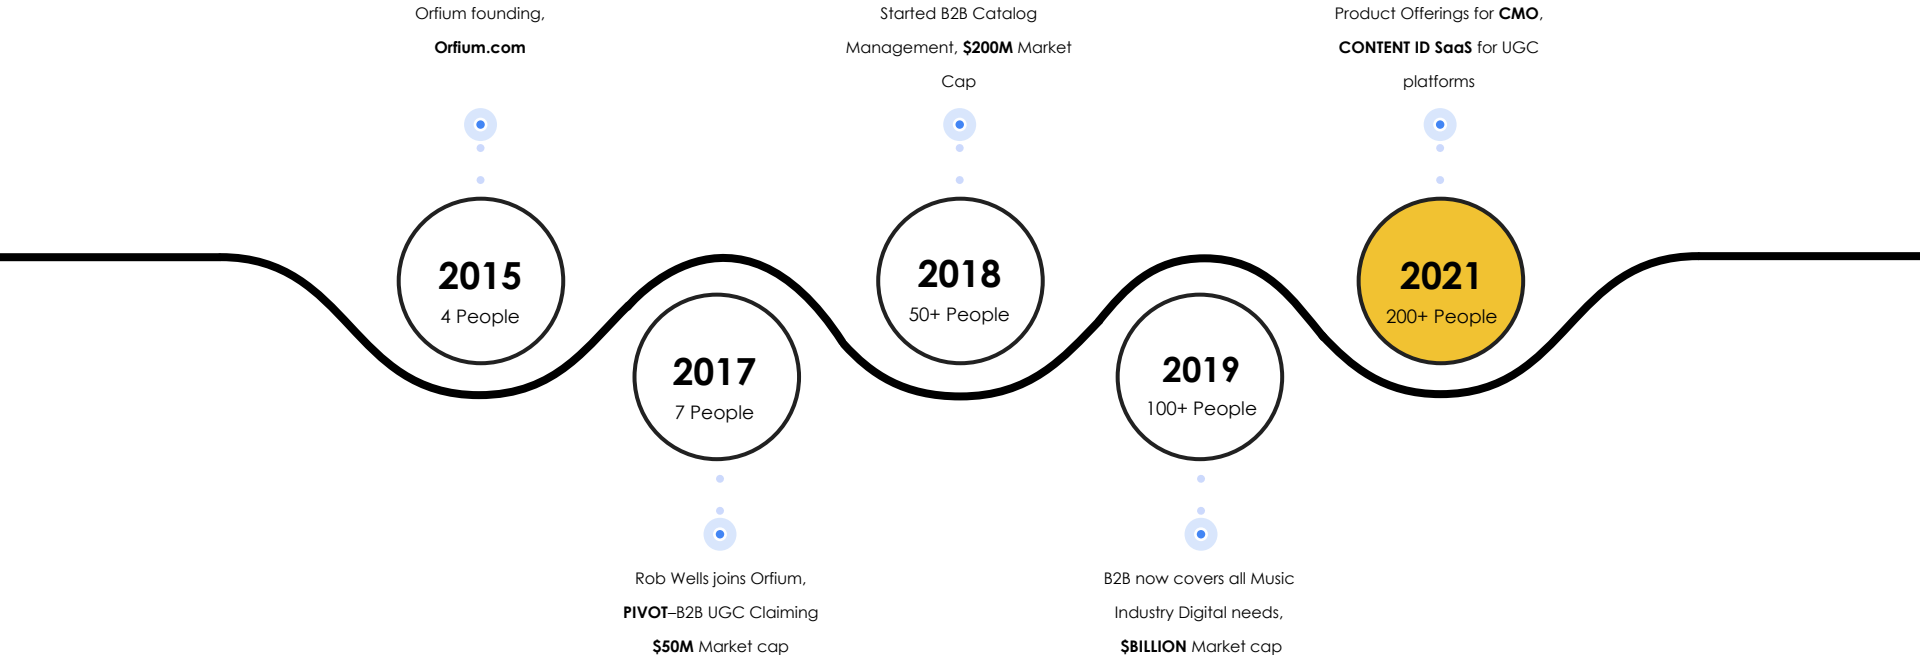 Orfium founding,
Orfium.com
2015
4 People
2017
7 People
Rob Wells joins Orfium,
PIVOT–B2B UGC Claiming
$50M Market cap
Started B2B Catalog
Management, $200M Market
Cap
2018
50+ People
2019
100+ People
B2B now covers all Music
Industry Digital needs,
$BILLION Market cap
Product Offerings for CMO,
CONTENT ID SaaS for UGC
platforms
2021
200+ People